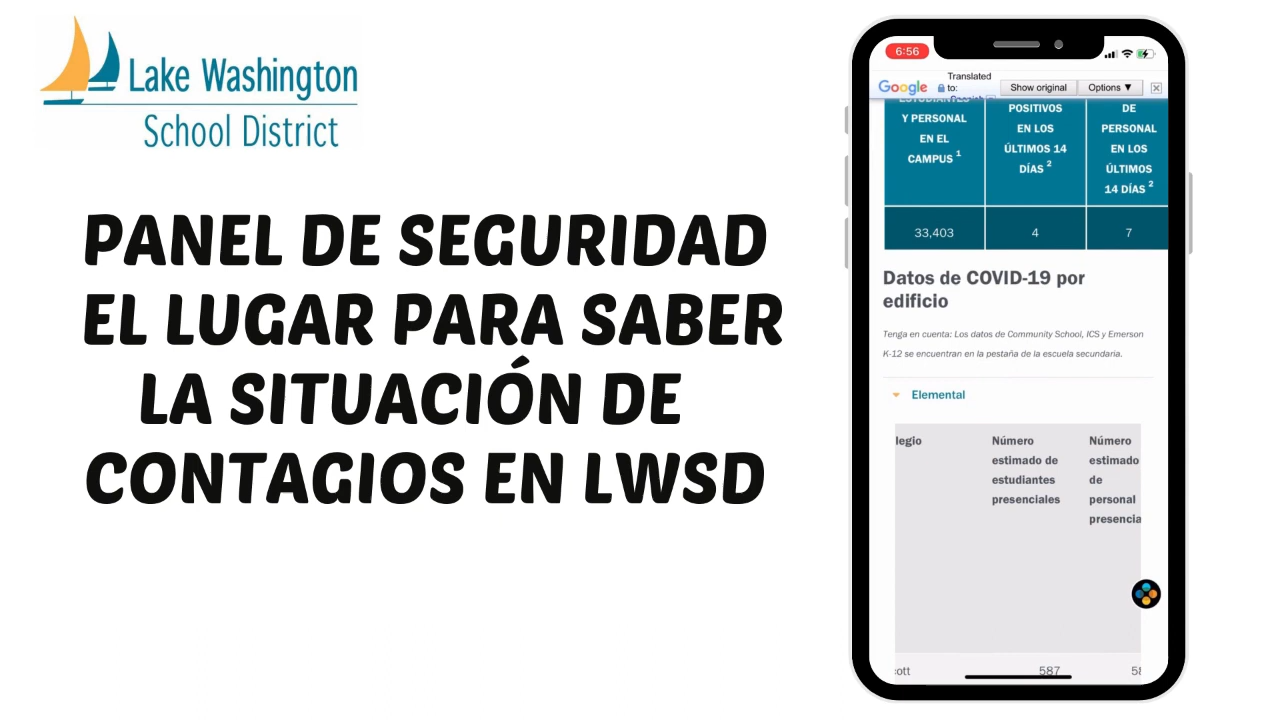 Lake Washington
School District
PANEL DE SEGURIDAD
EL LUGAR PARA SABER
LA SITUACIÓN DE
CONTAGIOS EN LWSD
6:56
Google
Translated
to:
Show original
Options ▼
ESTUDIANTES
Y PERSONAL
EN EL
CAMPUS 1
POSITIVOS
EN LOS
ÚLTIMOS 14
DÍAS 2
DE
PERSONAL
EN LOS
ÚLTIMOS
14 DÍAS 2
33,403
4
7
Datos de COVID-19 por
edificio
Tenga en cuenta: Los datos de Community School, ICS y Emerson
K-12 se encuentran en la pestaña de la escuela secundaria.
Elemental
legio
Número
estimado de
estudiantes
presenciales
Número
estimado
de
personal
presencia
ott
587